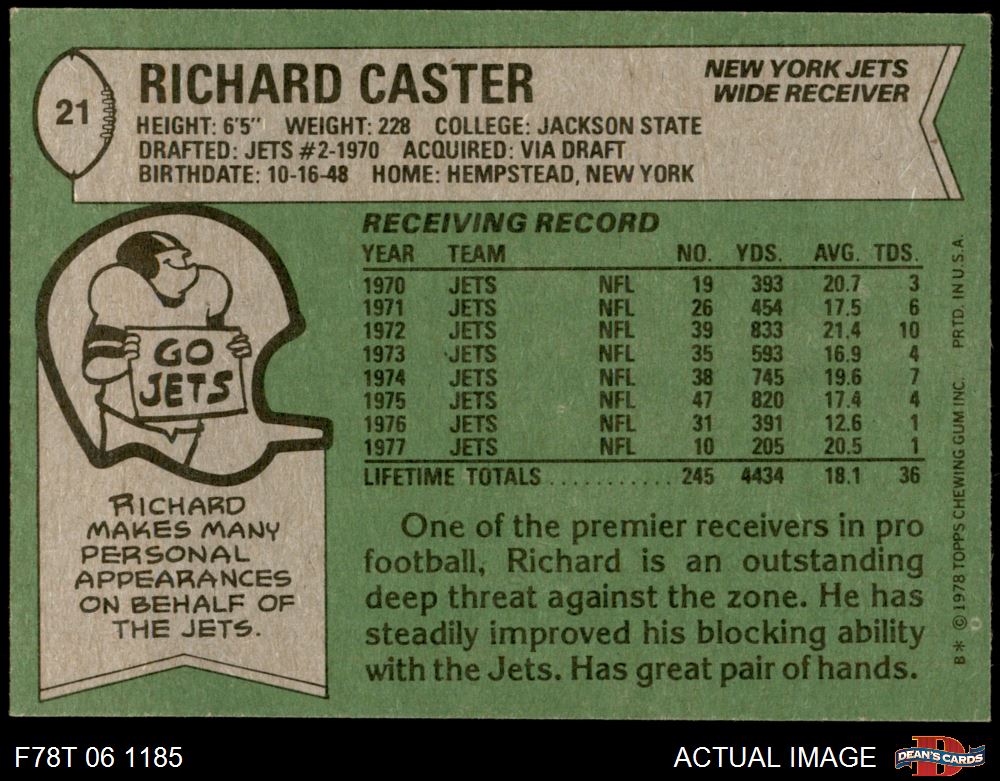 21
RICHARD CASTER
NEW YORK JETS
WIDE RECEIVER
HEIGHT: 6'5" WEIGHT: 228 COLLEGE: JACKSON STATE
DRAFTED: JETS #2-1970 ACQUIRED: VIA DRAFT
BIRTHDATE: 10-16-48 HOME: HEMPSTEAD, NEW YORK
GO
JETS
RICHARD
MAKES MANY
PERSONAL
APPEARANCES
ON BEHALF OF
THE JETS.
RECEIVING RECORD
YEAR TEAM NO. YDS. AVG. TDS.
1970 JETS NFL 19 393 20.7 3
1971 JETS NFL 26 454 17.5 6
1972 JETS NFL 39 833 21.4 10
1973 JETS NFL 35 593 16.9 4
1974 JETS NFL 38 745 19.6 7
1975 JETS NFL 47 820 17.4 4
1976 JETS NFL 31 391 12.6 1
1977 JETS NFL 10 205 20.5 1
LIFETIME TOTALS . . . . . . . . . . . 245 4434 18.1 36
One of the premier receivers in pro
football, Richard is an outstanding
deep threat against the zone. He has
steadily improved his blocking ability
with the Jets. Has great pair of hands.
B* © 1978 TOPPS CHEWING GUM INC. PRTD. IN U.S.A.
F78T 06 1185
ACTUAL IMAGE
D
DEAN'S CARDS